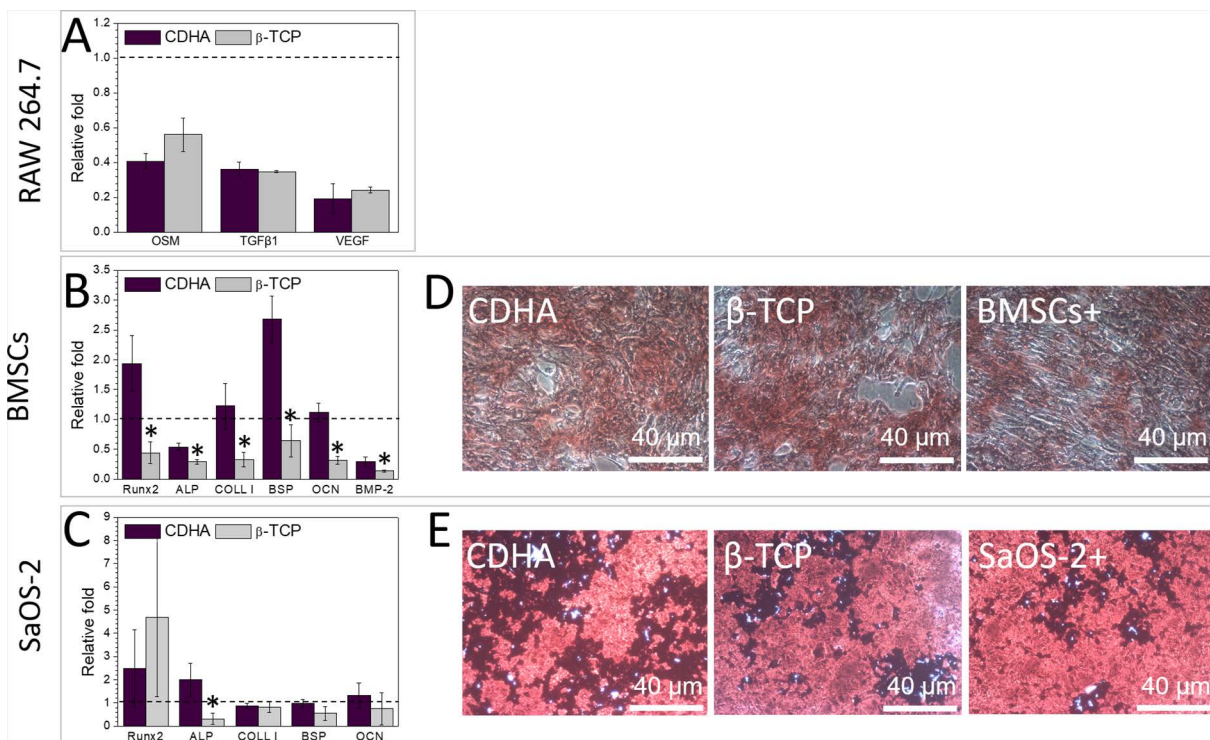 RAW 264.7
A
CDHA β-TCP
Relative fold
1.2
1.0
0.8
0.6
0.4
0.2
0.0
OSM TGFβ1 VEGF
BMSCs
B
CDHA β-TCP
Relative fold
3.5
3.0
2.5
2.0
1.5
1.0
0.5
0.0
* * * * * *
Runx2 ALP COLL I BSP OCN BMP-2
D
CDHA
40 μm
β-TCP
40 μm
BMSCs+
40 μm
SaOS-2
C
CDHA β-TCP
Relative fold
9
8
7
6
5
4
3
2
1
0
*
Runx2 ALP COLL I BSP OCN
E
CDHA
40 μm
β-TCP
40 μm
SaOS-2+
40 μm